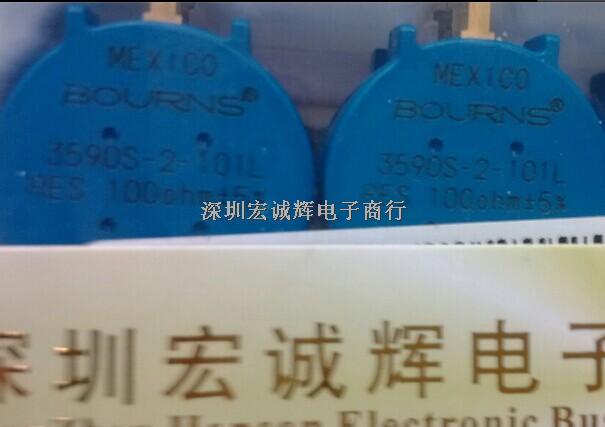 MEXICO
BOURNS®
3590S-2-101L
RES 100ohm±5%
MEXICO
BOURNS®
3590S-2-101L
RES 100ohm±5%
深圳宏诚辉电子商行
深圳宏诚辉电子
Electronic